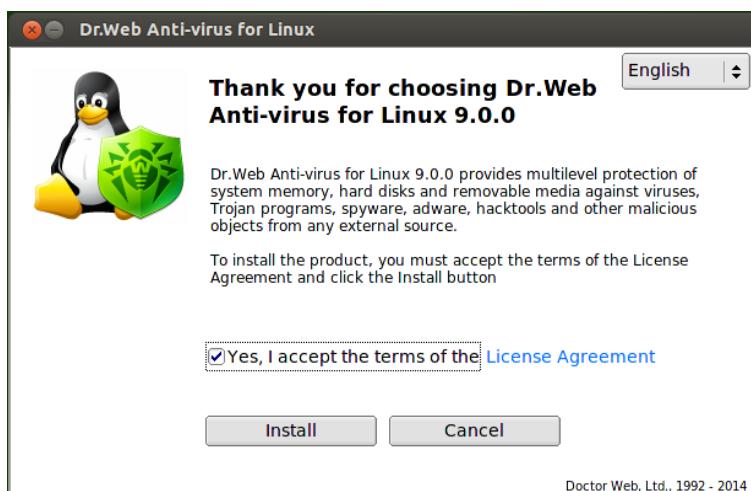 Dr.Web Anti-virus for Linux
English
Thank you for choosing Dr.Web
Anti-virus for Linux 9.0.0
Dr.Web Anti-virus for Linux 9.0.0 provides multilevel protection of
system memory, hard disks and removable media against viruses,
Trojan programs, spyware, adware, hacktools and other malicious
objects from any external source.
To install the product, you must accept the terms of the License
Agreement and click the Install button
Yes, I accept the terms of the License Agreement
Install Cancel
Doctor Web, Ltd., 1992 - 2014